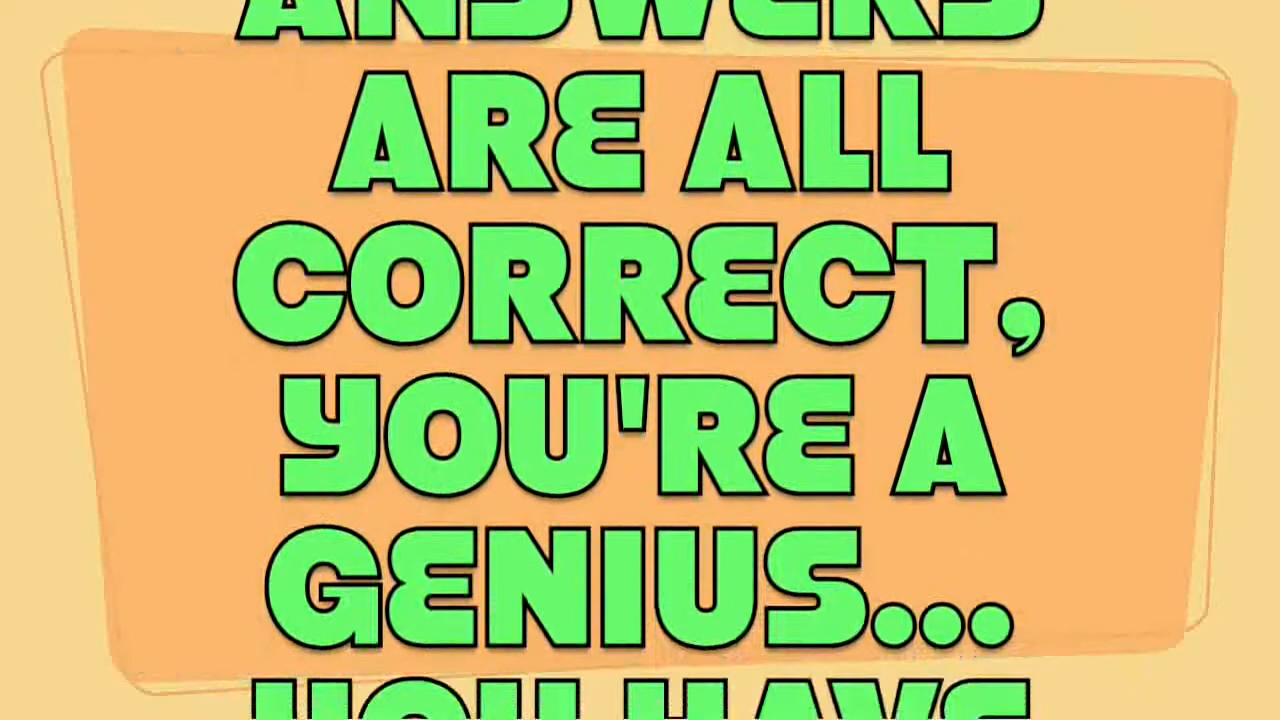 ANSWERS
ARE ALL
CORRECT,
YOU'RE A
GENIUS...
YOU HAVE